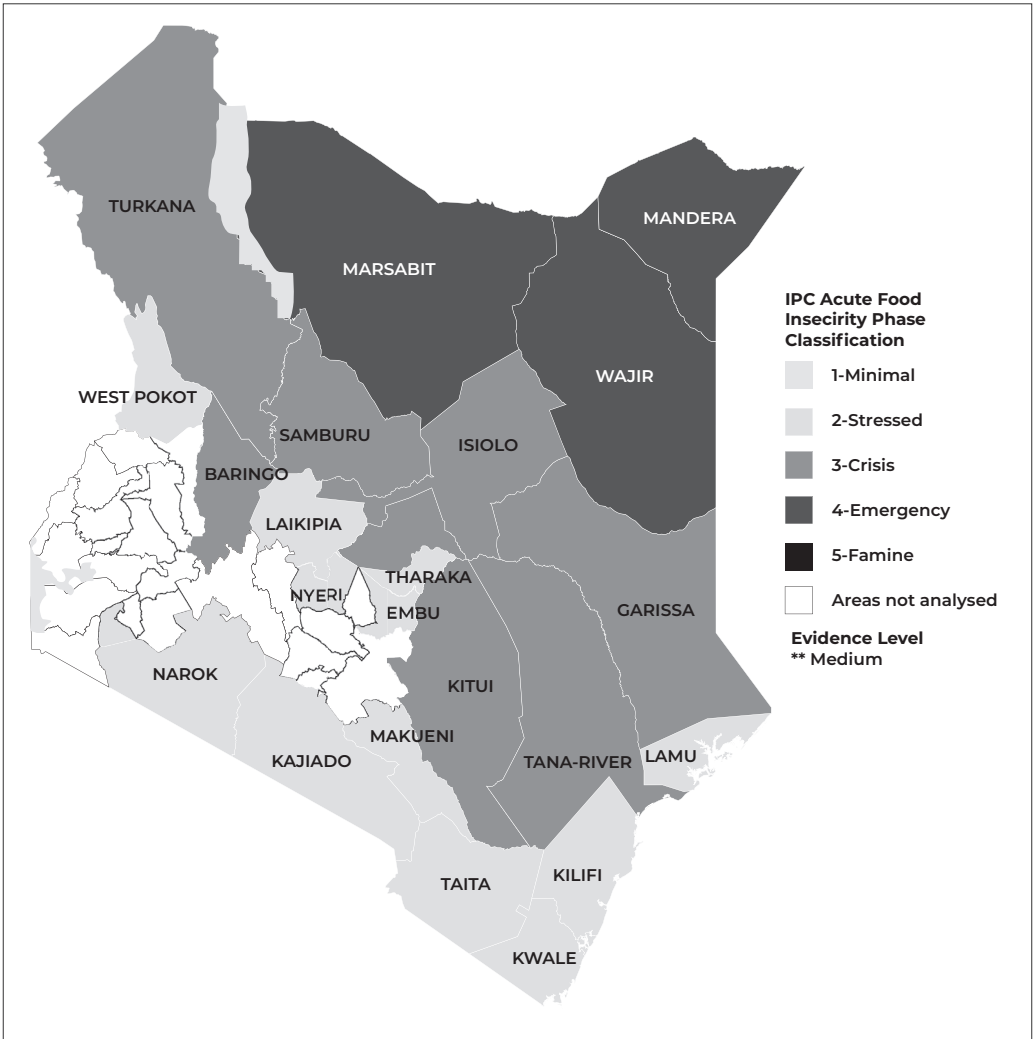 TURKANA
MANDERA
MARSABIT
WAJIR
WEST POKOT
SAMBURU
ISIOLO
BARINGO
LAIKIPIA
THARAKA
NYERI
EMBU
GARISSA
NAROK
KITUI
MAKUENI
KAJIADO
TANA-RIVER
LAMU
TAITA
KILIFI
KWALE
IPC Acute Food
Insecirity Phase
Classification
1-Minimal
2-Stressed
3-Crisis
4-Emergency
5-Famine
Areas not analysed
Evidence Level
** Medium